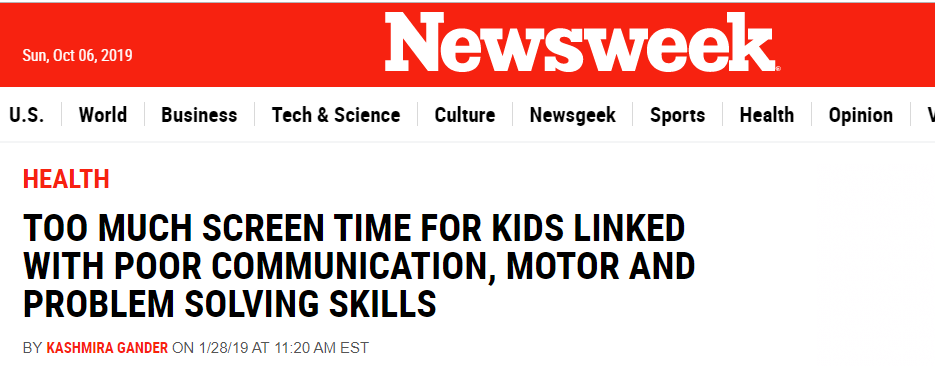 Sun, Oct 06, 2019
Newsweek
U.S. World Business Tech & Science Culture Newsgeek Sports Health Opinion
HEALTH
TOO MUCH SCREEN TIME FOR KIDS LINKED
WITH POOR COMMUNICATION, MOTOR AND
PROBLEM SOLVING SKILLS
BY KASHMIRA GANDER ON 1/28/19 AT 11:20 AM EST